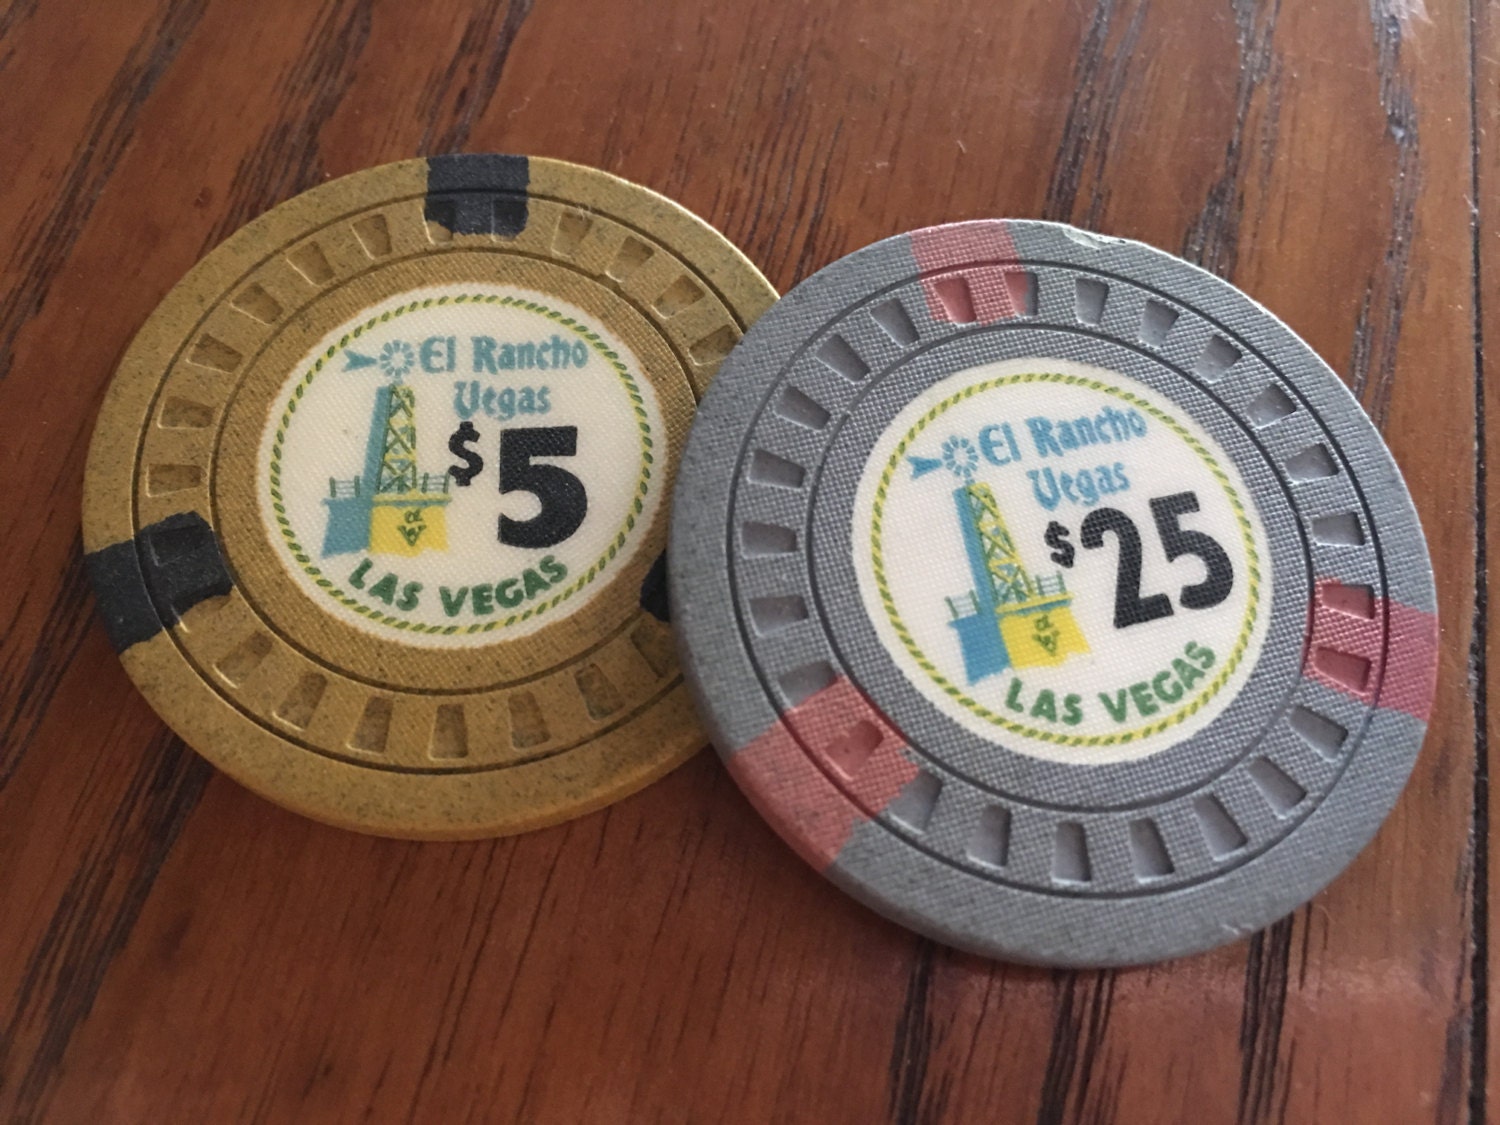 El Rancho
Vegas
$5
LAS VEGAS
El Rancho
Vegas
$25
LAS VEGAS